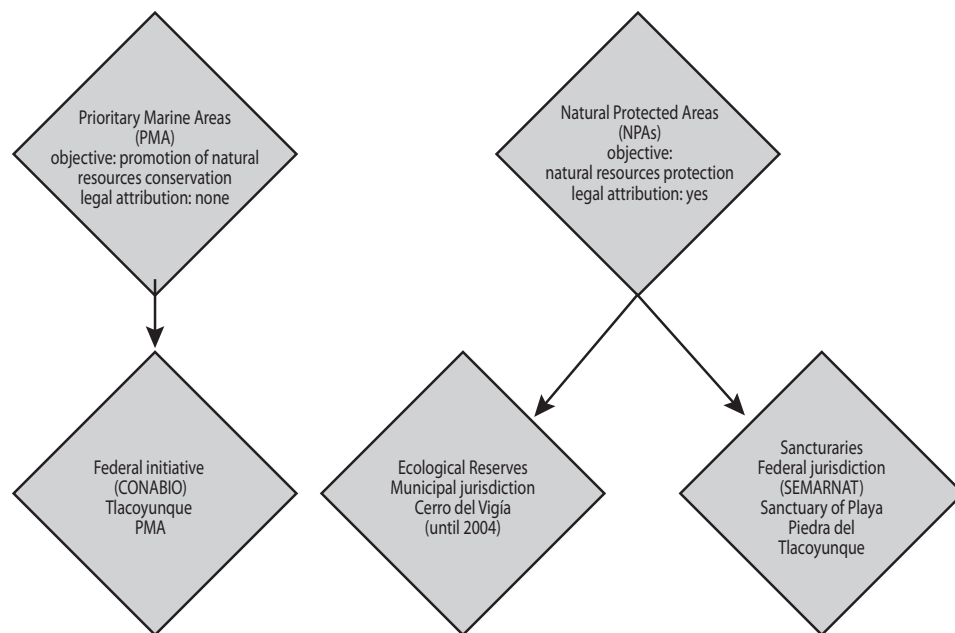 Prioritary Marine Areas
(PMA)
objective: promotion of natural
resources conservation
legal attribution: none
Natural Protected Areas
(NPAs)
objective:
natural resources protection
legal attribution: yes
Federal initiative
(CONABIO)
Tlacoyunque
PMA
Ecological Reserves
Municipal jurisdiction
Cerro del Vigía
(until 2004)
Sancturaries
Federal jurisdiction
(SEMARNAT)
Sanctuary of Playa
Piedra del
Tlacoyunque